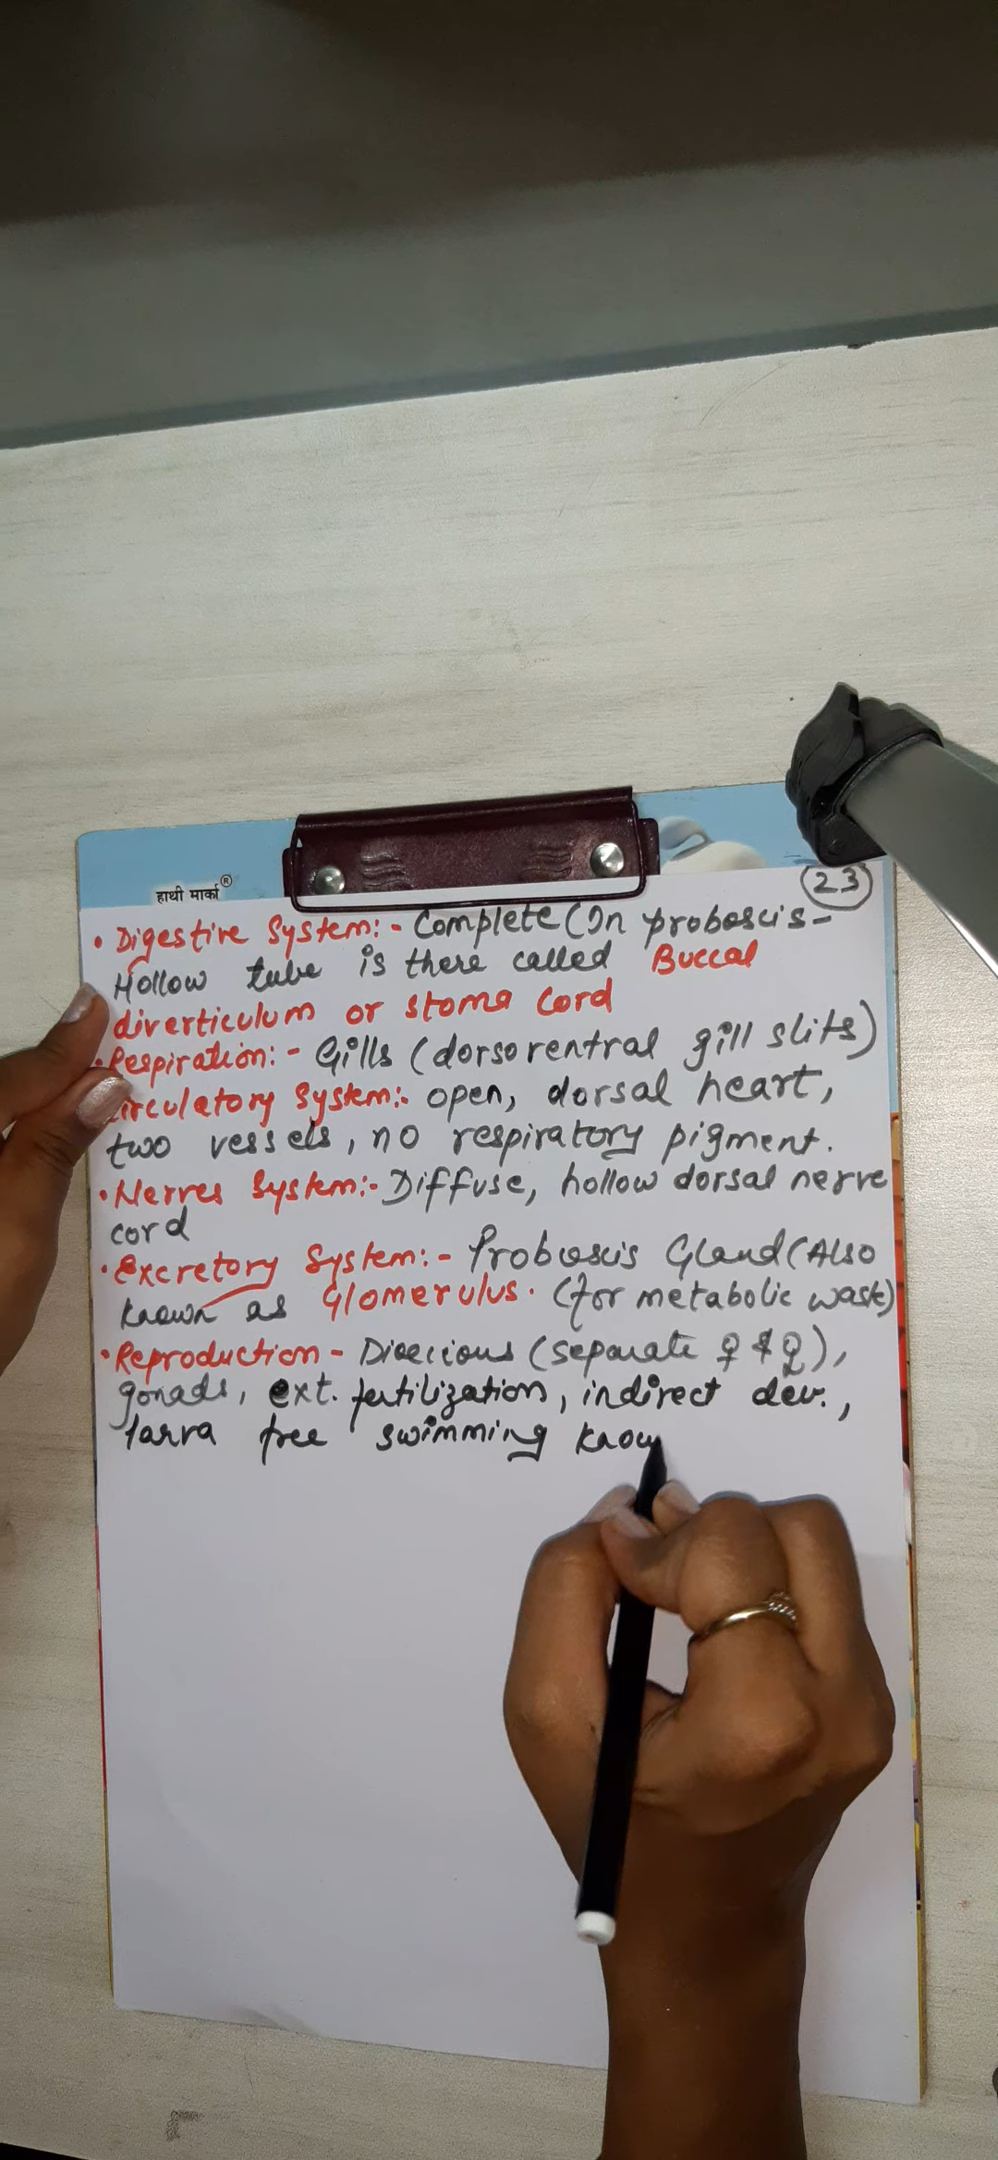 हाथी मार्का®
23
• Digestive System:- Complete (In proboscis-
Hollow tube is there called Buccal
diverticulum or stoma cord
•Respiration:- Gills (dorsorentral gill slits)
irculatory System:- open, dorsal heart,
two vessels, no respiratory pigment.
•Nerves System:- Diffuse, hollow dorsal nerve
cord
•Excretory System:- Proboscis Gland (Also
known as Glomerulus. (for metabolic waste)
•Reproduction - Dioecious (separate ♀ & ♀),
gonads, ext. fertilization, indirect dev.,
larva free swimming know